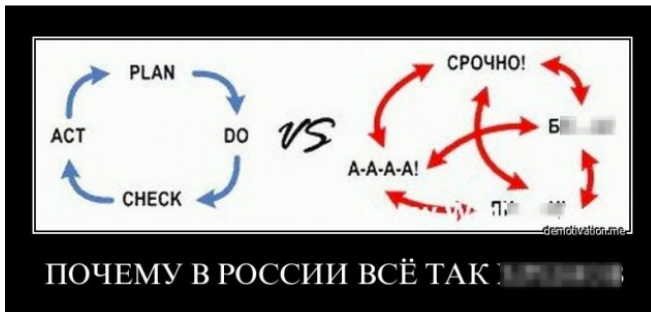 PLAN
DO
CHECK
ACT
VS
СРОЧНО!
А-А-А-А!
demotivation.me
ПОЧЕМУ В РОССИИ ВСЁ ТАК